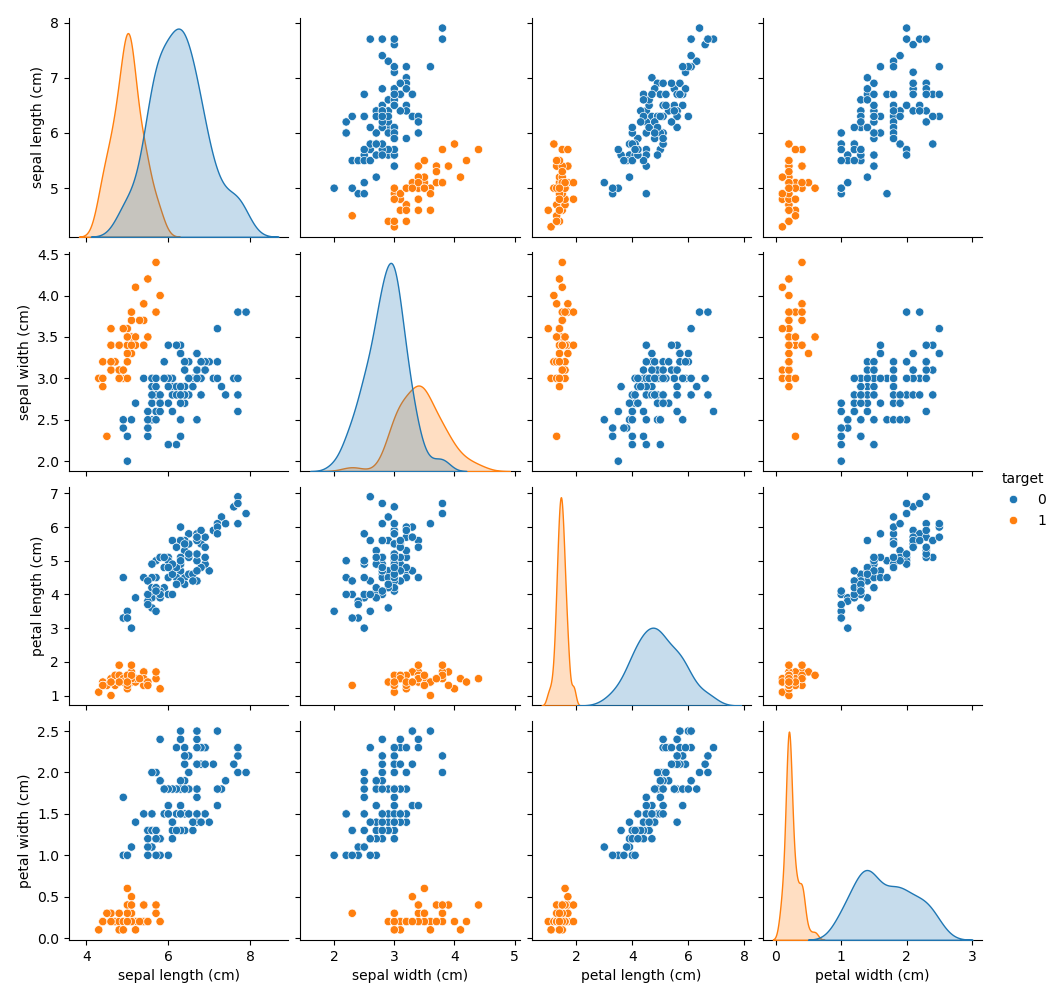 8
7
6
5
sepal length (cm)
4.5
4.0
3.5
3.0
2.5
2.0
sepal width (cm)
target
0
1
7
6
5
4
3
2
1
petal length (cm)
2.5
2.0
1.5
1.0
0.5
0.0
petal width (cm)
4 6 8
sepal length (cm)
2 3 4 5
sepal width (cm)
2 4 6 8
petal length (cm)
0 1 2 3
petal width (cm)